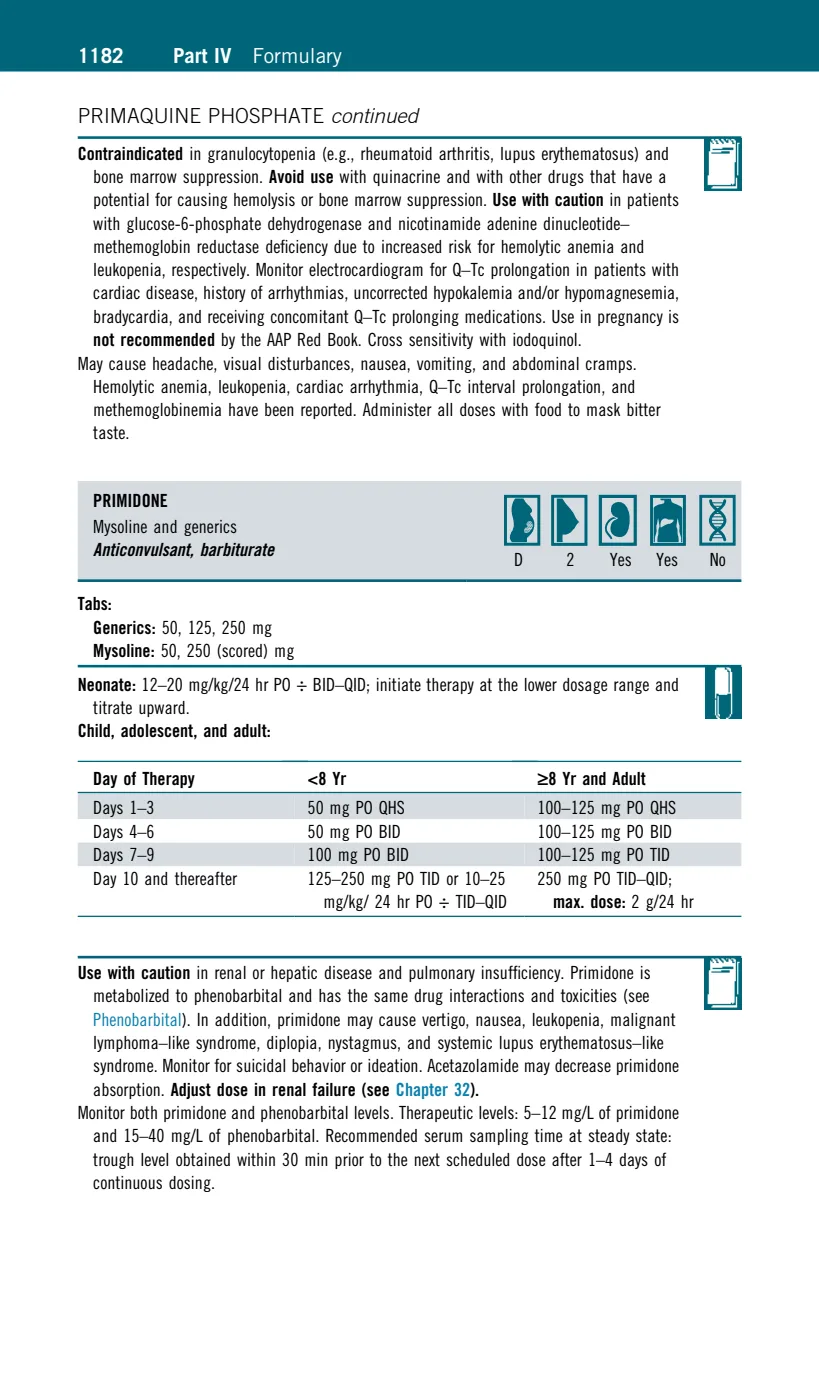 1182 Part IV Formulary
PRIMAQUINE PHOSPHATE continued
Contraindicated in granulocytopenia (e.g., rheumatoid arthritis, lupus erythematosus) and
bone marrow suppression. Avoid use with quinacrine and with other drugs that have a
potential for causing hemolysis or bone marrow suppression. Use with caution in patients
with glucose-6-phosphate dehydrogenase and nicotinamide adenine dinucleotide–
methemoglobin reductase deficiency due to increased risk for hemolytic anemia and
leukopenia, respectively. Monitor electrocardiogram for Q–Tc prolongation in patients with
cardiac disease, history of arrhythmias, uncorrected hypokalemia and/or hypomagnesemia,
bradycardia, and receiving concomitant Q–Tc prolonging medications. Use in pregnancy is
not recommended by the AAP Red Book. Cross sensitivity with iodoquinol.
May cause headache, visual disturbances, nausea, vomiting, and abdominal cramps.
Hemolytic anemia, leukopenia, cardiac arrhythmia, Q–Tc interval prolongation, and
methemoglobinemia have been reported. Administer all doses with food to mask bitter
taste.
PRIMIDONE
Mysoline and generics
Anticonvulsant, barbiturate
D 2 Yes Yes No
Tabs:
Generics: 50, 125, 250 mg
Mysoline: 50, 250 (scored) mg
Neonate: 12–20 mg/kg/24 hr PO ÷ BID–QID; initiate therapy at the lower dosage range and
titrate upward.
Child, adolescent, and adult:
Day of Therapy <8 Yr ≥8 Yr and Adult
Days 1–3 50 mg PO QHS 100–125 mg PO QHS
Days 4–6 50 mg PO BID 100–125 mg PO BID
Days 7–9 100 mg PO BID 100–125 mg PO TID
Day 10 and thereafter 125–250 mg PO TID or 10–25 250 mg PO TID–QID;
mg/kg/ 24 hr PO ÷ TID–QID max. dose: 2 g/24 hr
Use with caution in renal or hepatic disease and pulmonary insufficiency. Primidone is
metabolized to phenobarbital and has the same drug interactions and toxicities (see
Phenobarbital). In addition, primidone may cause vertigo, nausea, leukopenia, malignant
lymphoma–like syndrome, diplopia, nystagmus, and systemic lupus erythematosus–like
syndrome. Monitor for suicidal behavior or ideation. Acetazolamide may decrease primidone
absorption. Adjust dose in renal failure (see Chapter 32).
Monitor both primidone and phenobarbital levels. Therapeutic levels: 5–12 mg/L of primidone
and 15–40 mg/L of phenobarbital. Recommended serum sampling time at steady state:
trough level obtained within 30 min prior to the next scheduled dose after 1–4 days of
continuous dosing.